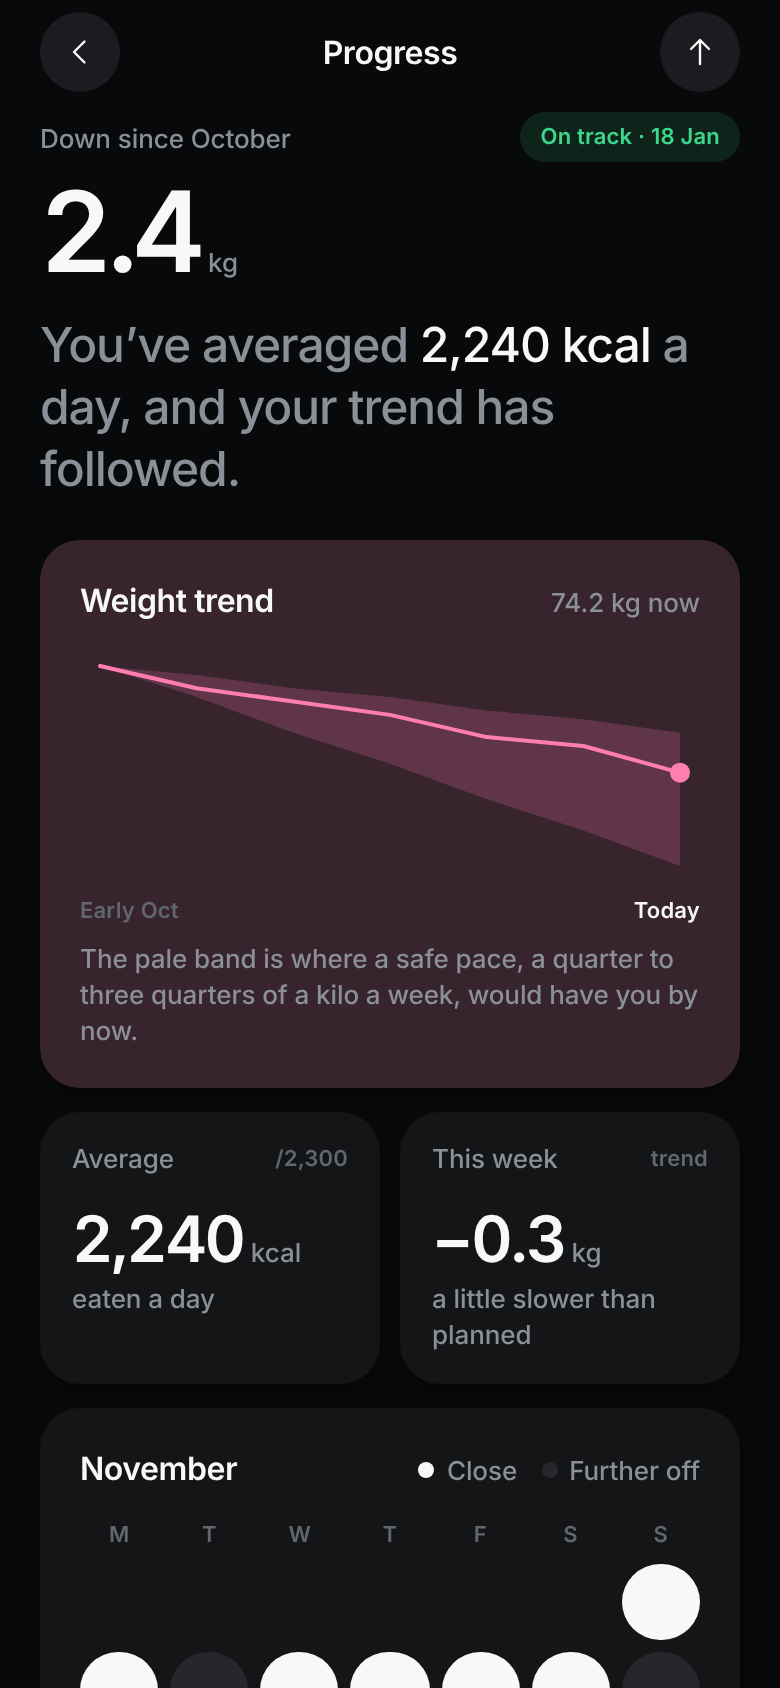 Progress
Down since October
On track · 18 Jan
2.4 kg
You’ve averaged 2,240 kcal a
day, and your trend has
followed.
Weight trend
74.2 kg now
Early Oct
Today
The pale band is where a safe pace, a quarter to
three quarters of a kilo a week, would have you by
now.
Average
/2,300
2,240 kcal
eaten a day
This week
trend
−0.3 kg
a little slower than
planned
November
Close
Further off
M T W T F S S